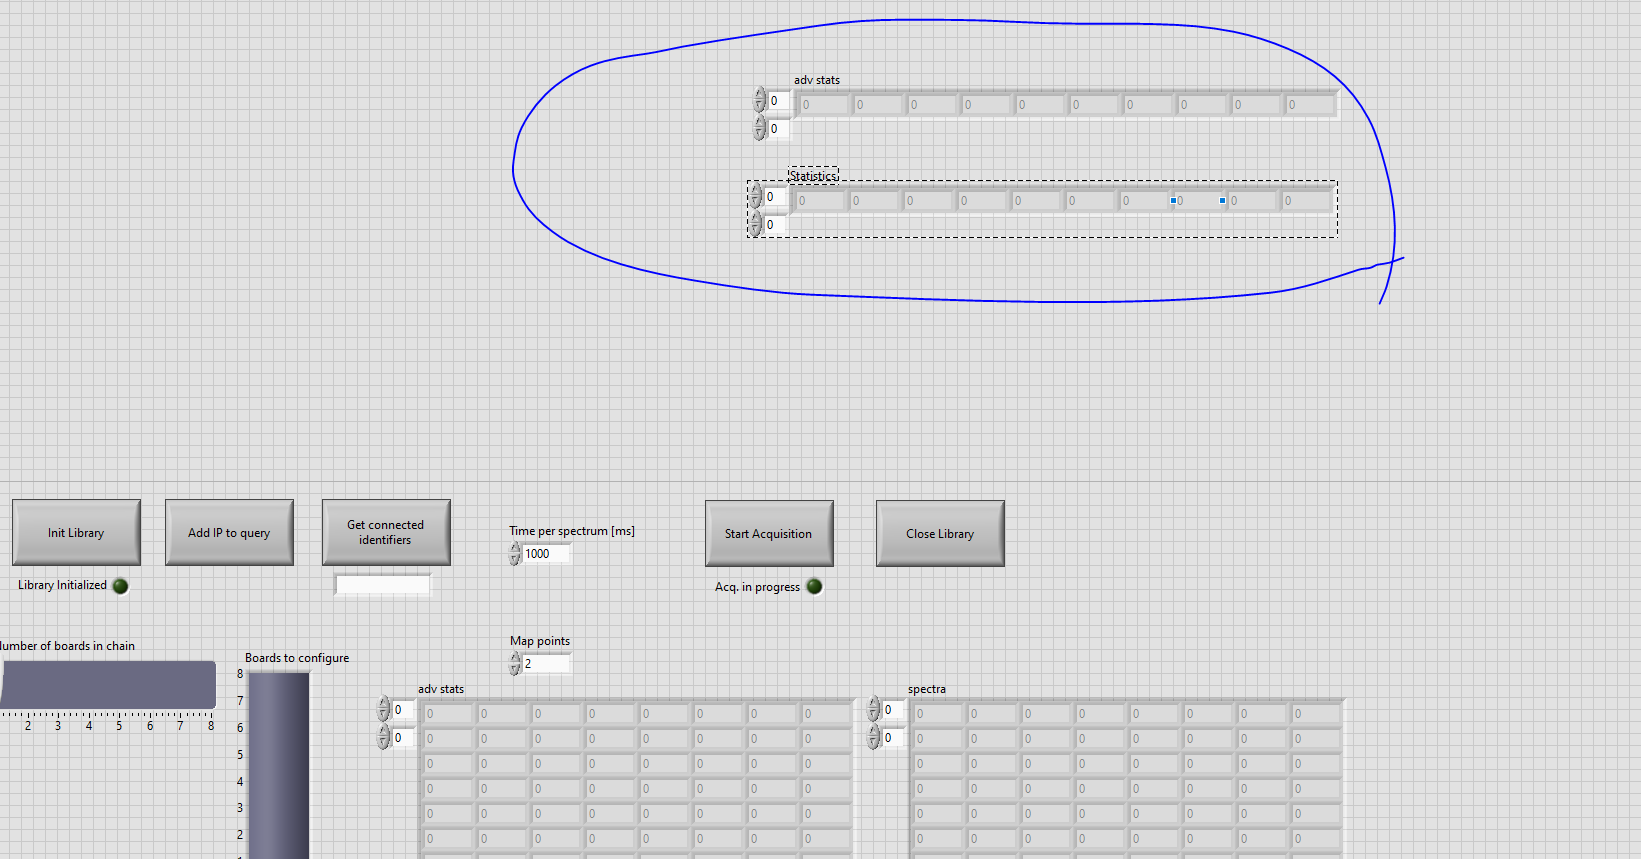 adv stats
0 0 0 0 0 0 0 0 0 0 0
0
Statistics
0 0 0 0 0 0 0 0 0 0 0
0
Init Library
Add IP to query
Get connected
identifiers
Time per spectrum [ms]
1000
Start Acquisition
Close Library
Library Initialized
Acq. in progress
umber of boards in chain
2 3 4 5 6 7 8
Boards to configure
8
7
6
5
4
3
2
Map points
2
adv stats
0 0 0 0 0 0 0 0 0
0 0 0 0 0 0 0 0 0
0 0 0 0 0 0 0 0
0 0 0 0 0 0 0 0
0 0 0 0 0 0 0 0
0 0 0 0 0 0 0 0
spectra
0 0 0 0 0 0 0 0 0
0 0 0 0 0 0 0 0 0
0 0 0 0 0 0 0 0
0 0 0 0 0 0 0 0
0 0 0 0 0 0 0 0
0 0 0 0 0 0 0 0